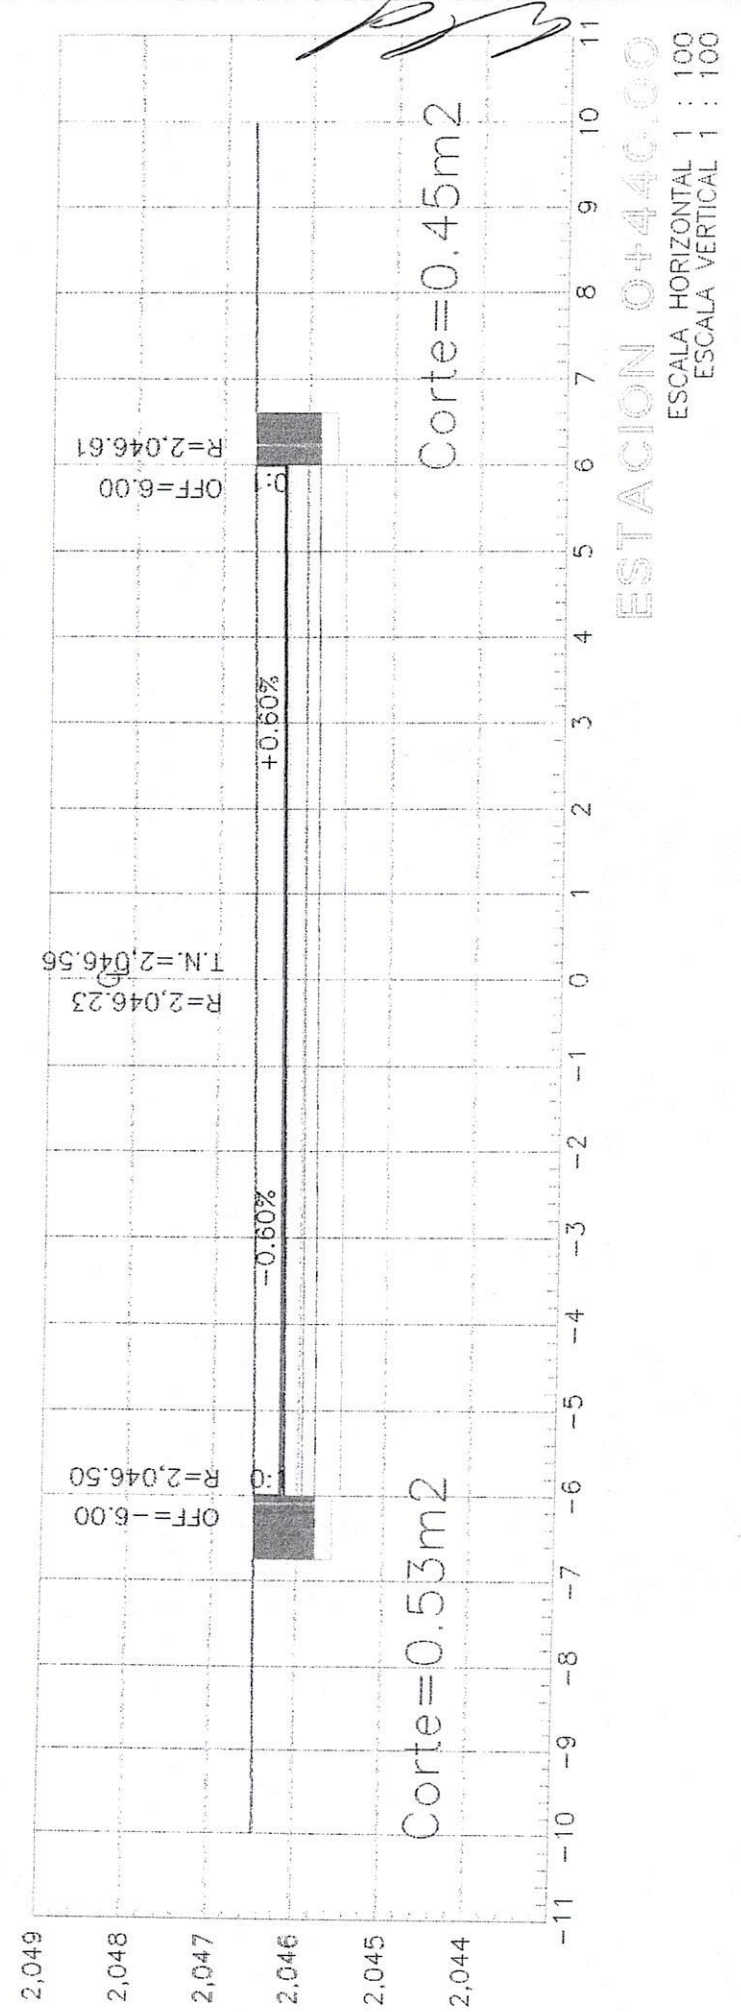 2,049
2,048
2,047
2,046
2,045
2,044
OFF=-6.00
R=2,046.50
R=2,046.23
T.N.=2,046.56
OFF=6.00
R=2,046.61
-0.60%
+0.60%
Corte=0.53m2
Corte=0.45m2
-11 -10 -9 -8 -7 -6 -5 -4 -3 -2 -1 0 1 2 3 4 5 6 7 8 9 10 11
ESTACION 0+440.00
ESCALA HORIZONTAL 1 : 100
ESCALA VERTICAL 1 : 100